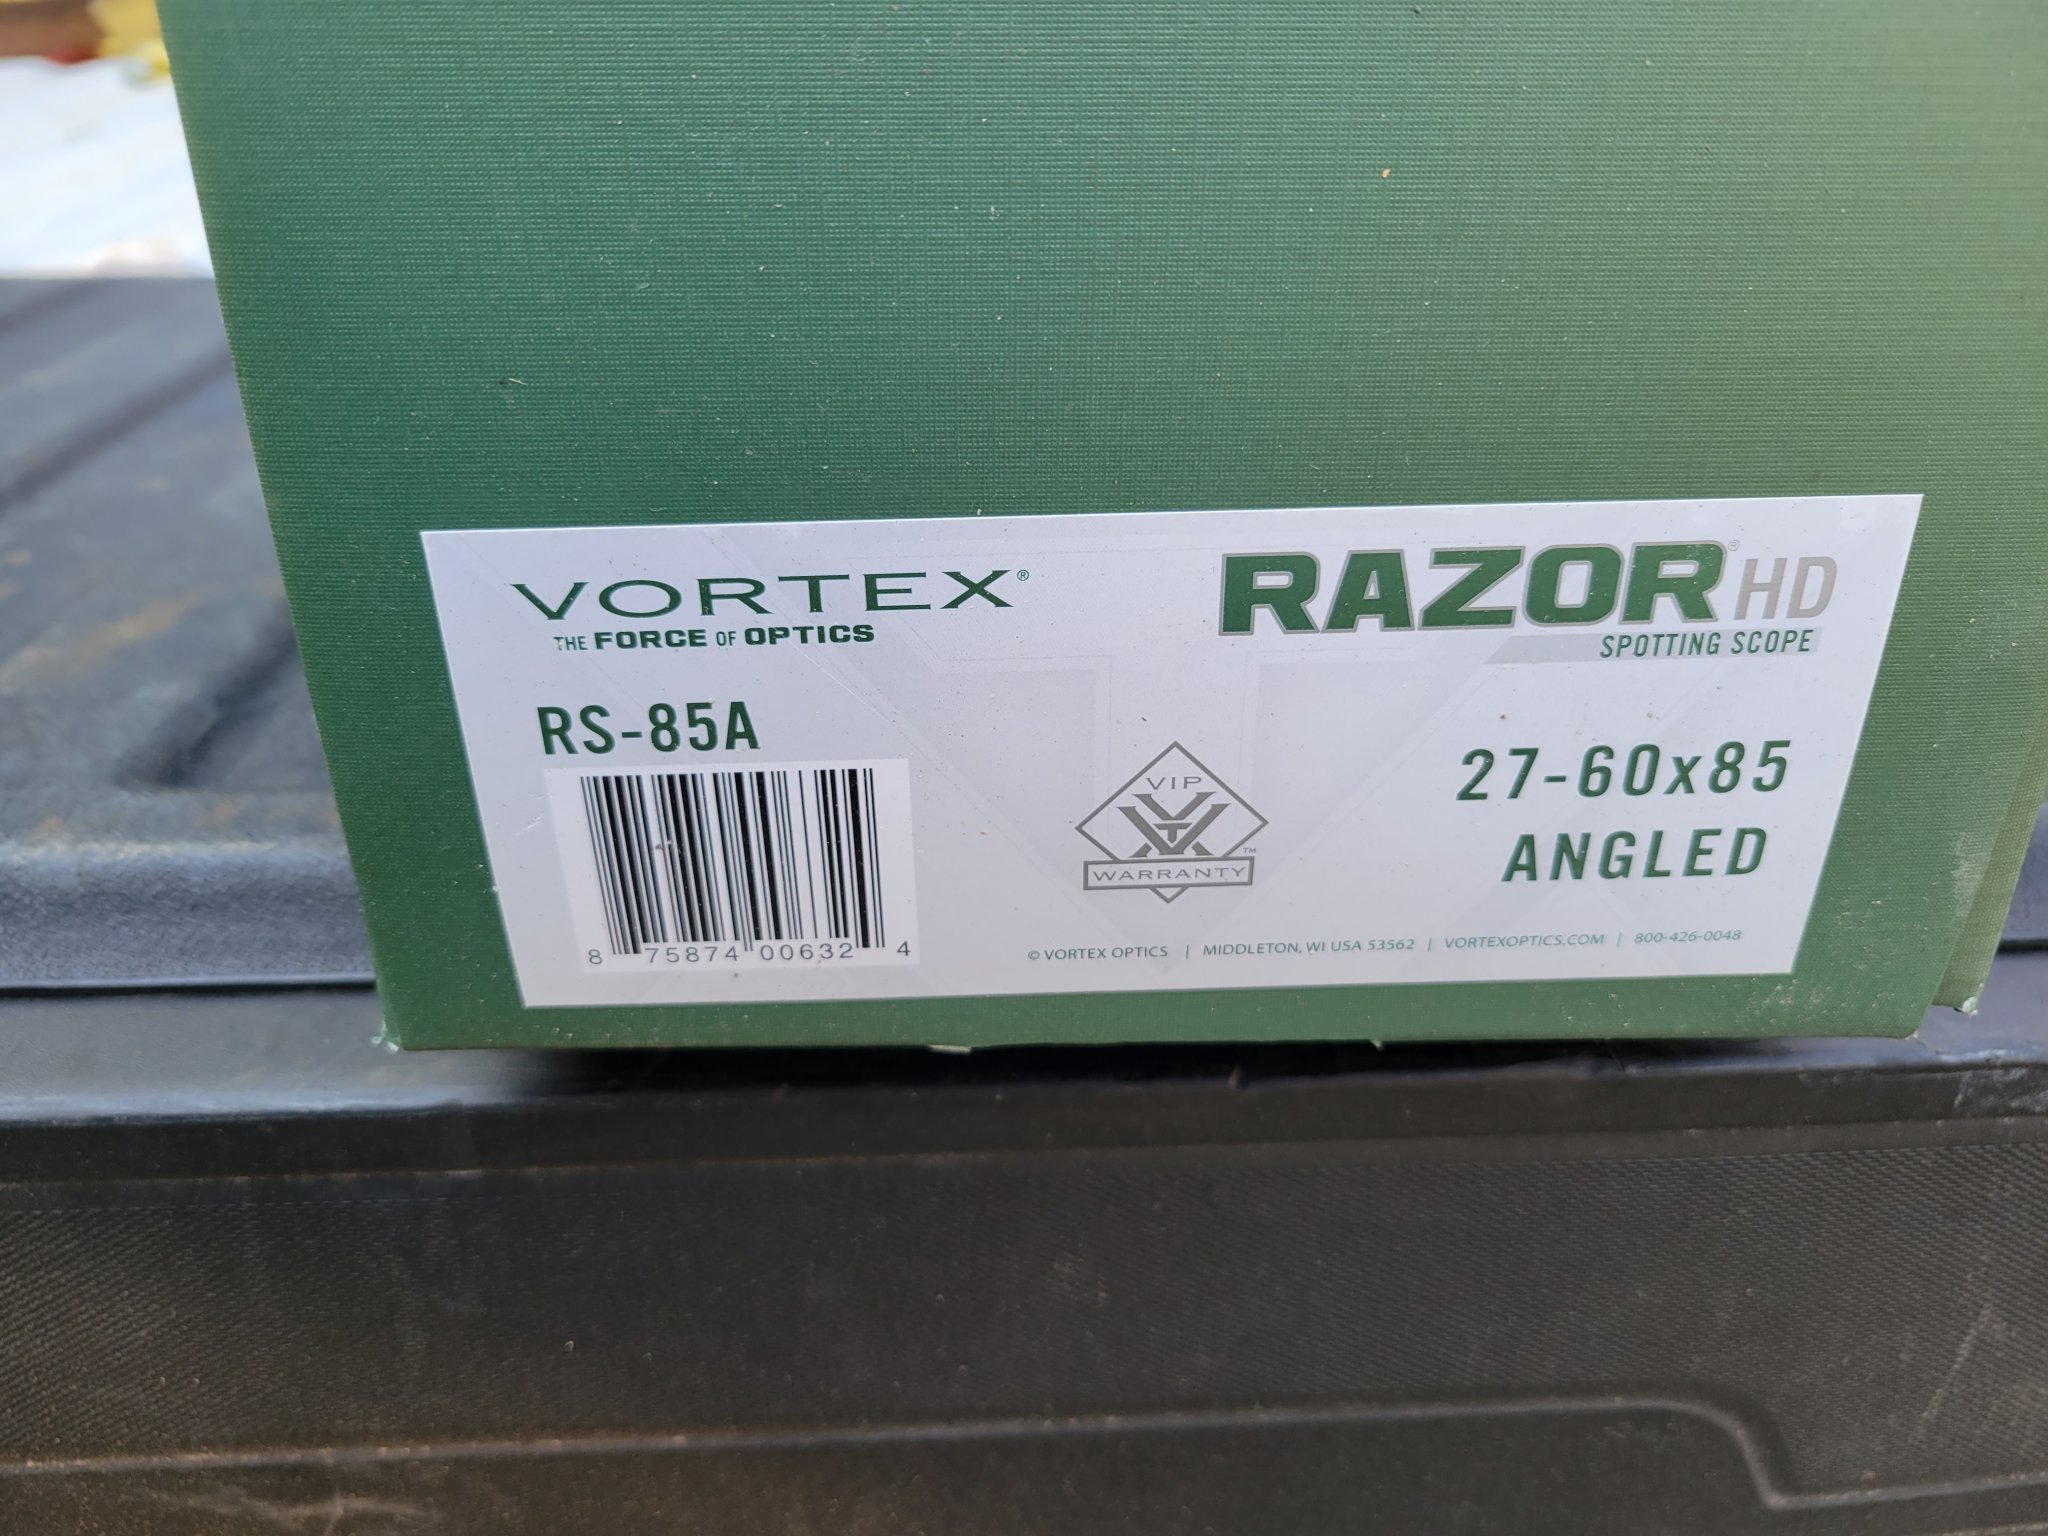 VORTEX®
THE FORCE OF OPTICS
RAZOR® HD
SPOTTING SCOPE
RS-85A
8 75874 00632 4
VIP
WARRANTY™
27-60x85
ANGLED
© VORTEX OPTICS | MIDDLETON, WI USA 53562 | VORTEXOPTICS.COM | 800-426-0048